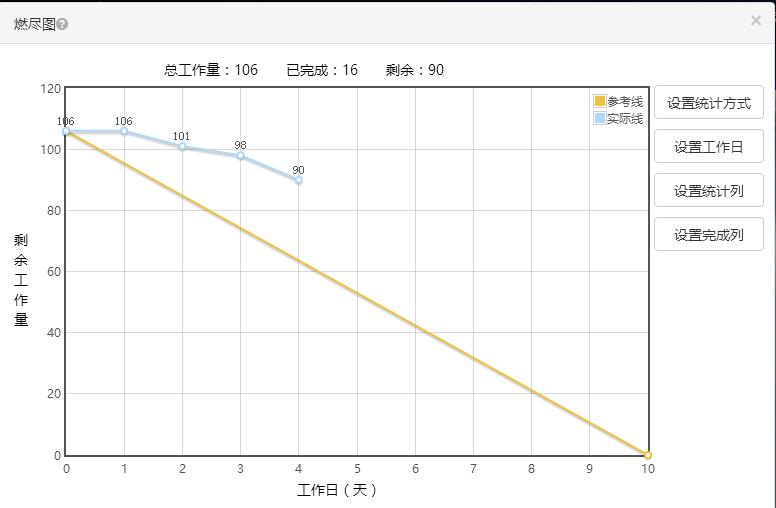 燃尽图?
×
总工作量：106 已完成：16 剩余：90
120
100
80
60
40
20
0
剩余工作量
106 106 101 98 90
参考线
实际线
0 1 2 3 4 5 6 7 8 9 10
工作日（天）
设置统计方式
设置工作日
设置统计列
设置完成列